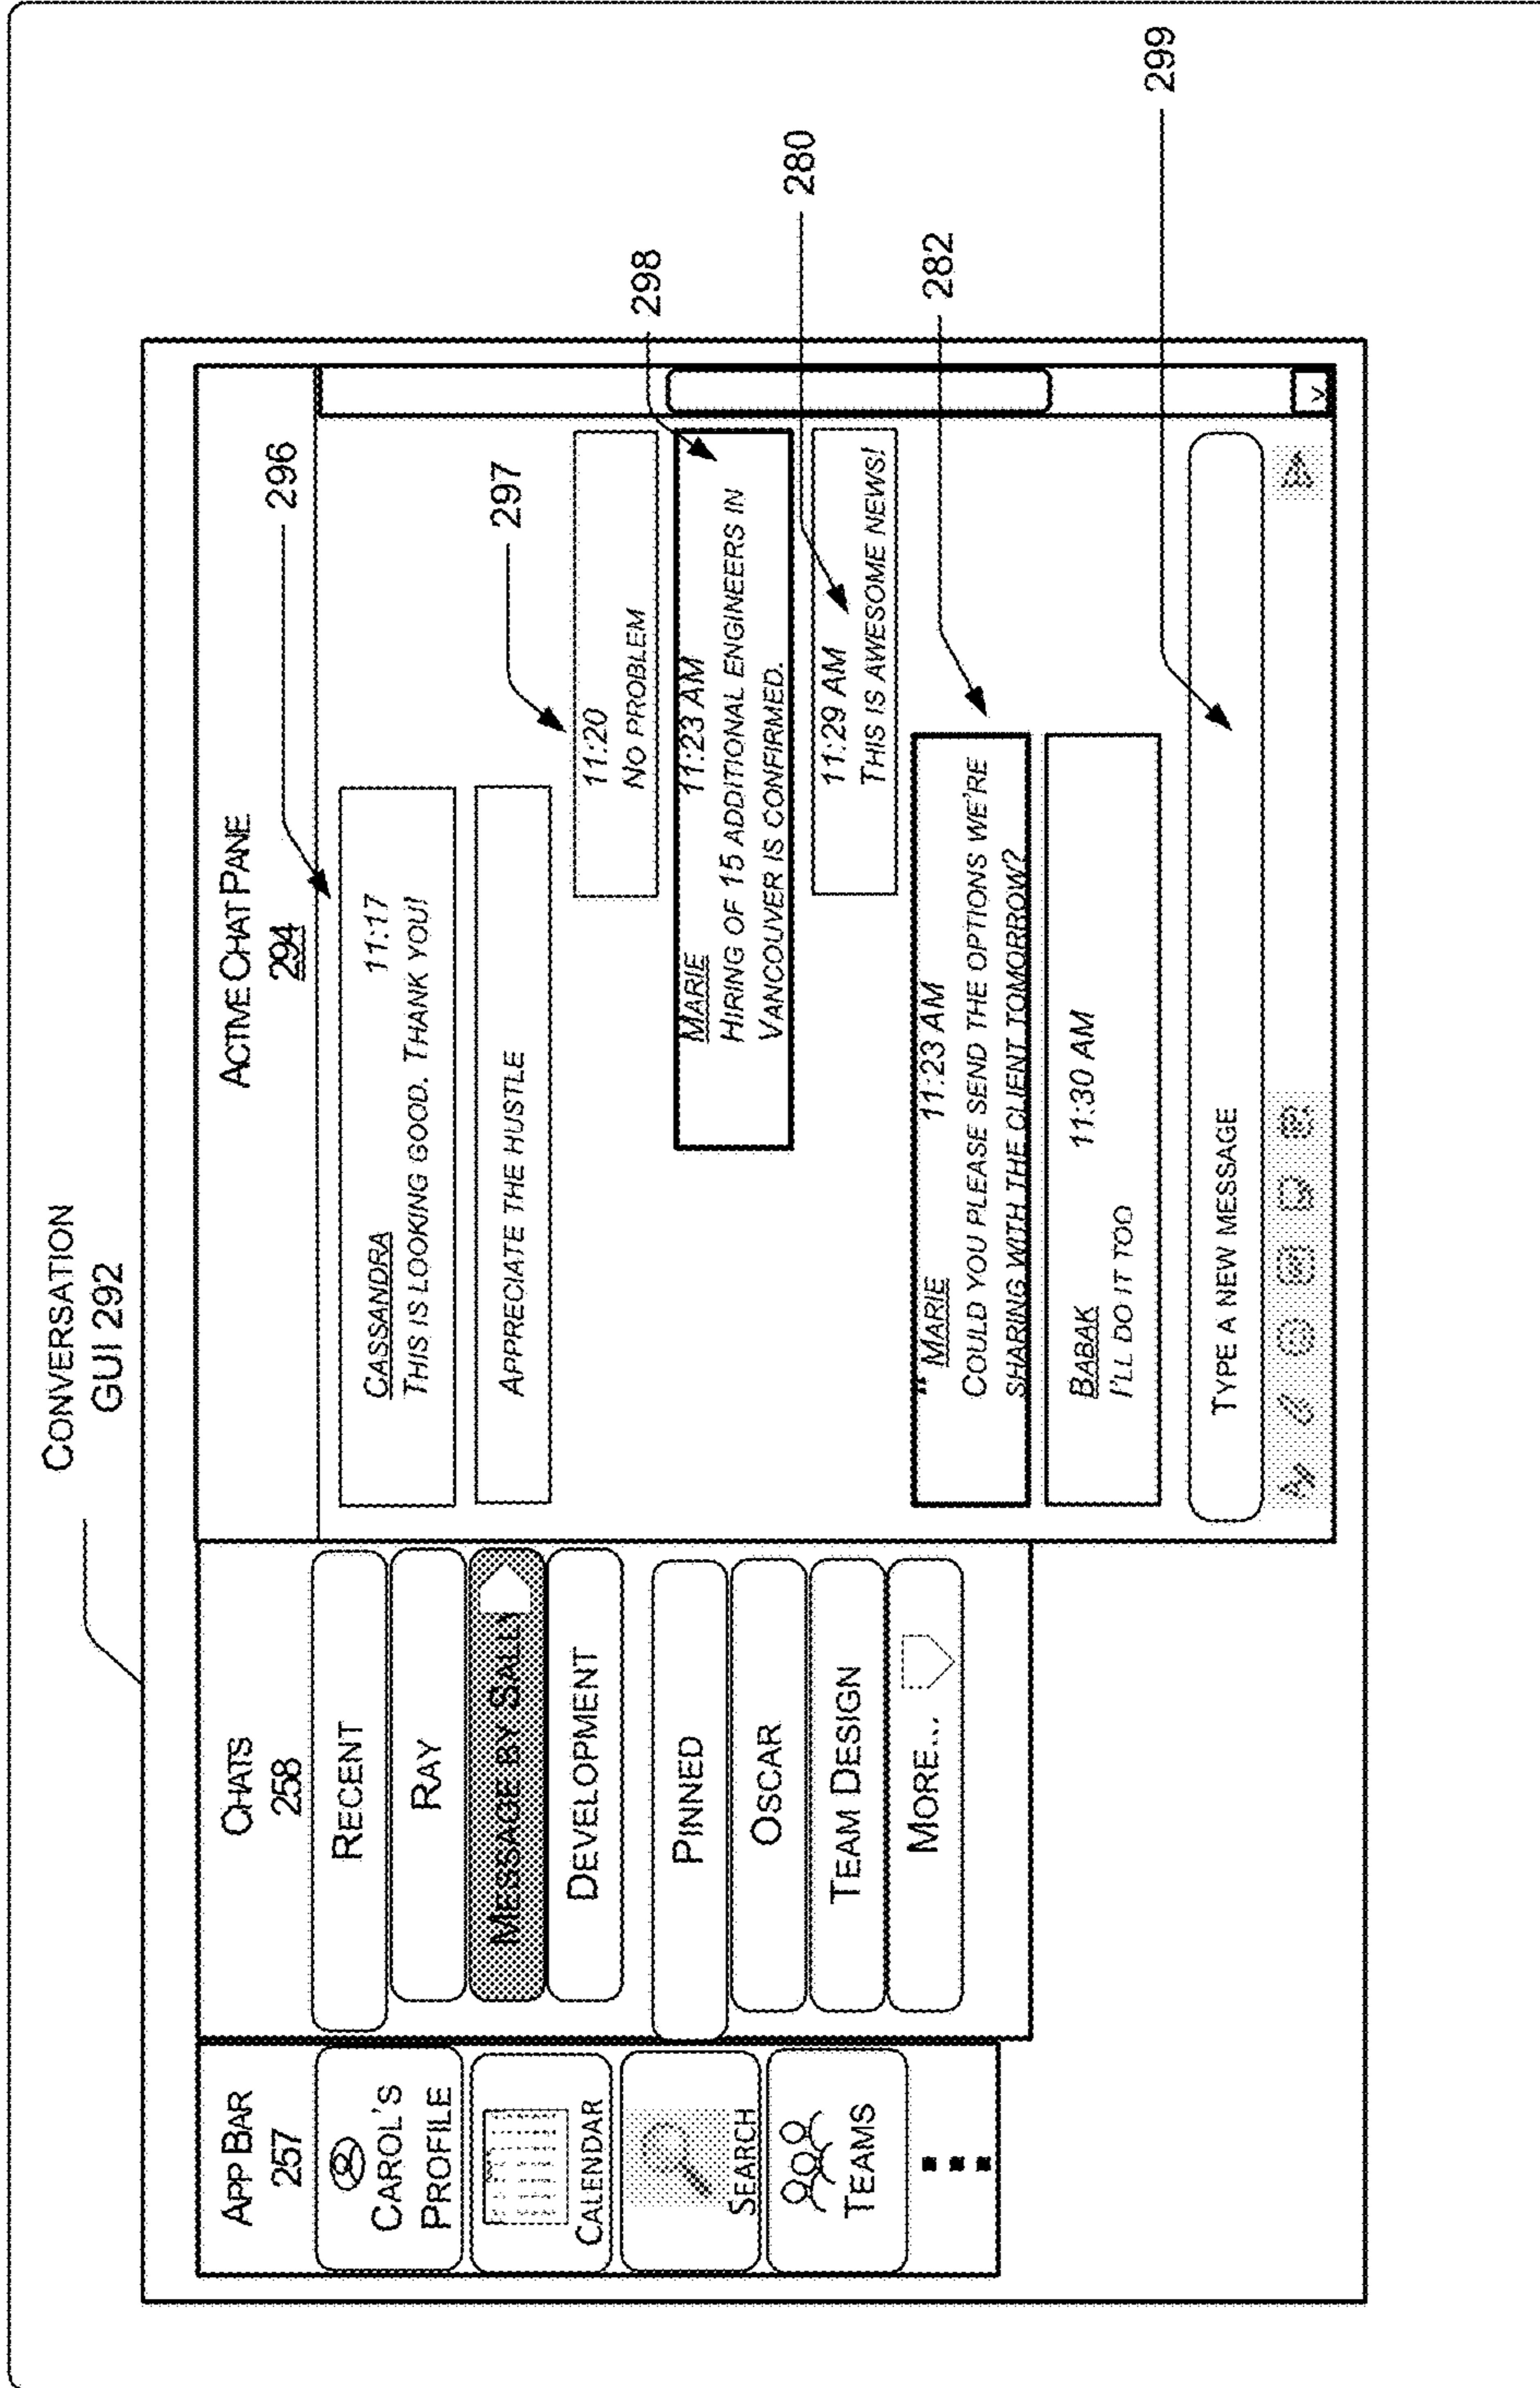 CONVERSATION
GUI 292
APP BAR
257
CAROL'S
PROFILE
CALENDAR
SEARCH
TEAMS
CHATS
258
RECENT
RAY
MESSAGE BY SALLY
DEVELOPMENT
PINNED
OSCAR
TEAM DESIGN
MORE...
ACTIVE CHAT PANE
294
296
CASSANDRA 11:17
THIS IS LOOKING GOOD. THANK YOU!
APPRECIATE THE HUSTLE
297
11:20
NO PROBLEM
298
MARIE 11:23 AM
HIRING OF 15 ADDITIONAL ENGINEERS IN
VANCOUVER IS CONFIRMED.
280
11:29 AM
THIS IS AWESOME NEWS!
282
“ MARIE 11:23 AM
COULD YOU PLEASE SEND THE OPTIONS WE'RE
SHARING WITH THE CLIENT TOMORROW?
BABAK 11:30 AM
I'LL DO IT TOO
299
TYPE A NEW MESSAGE